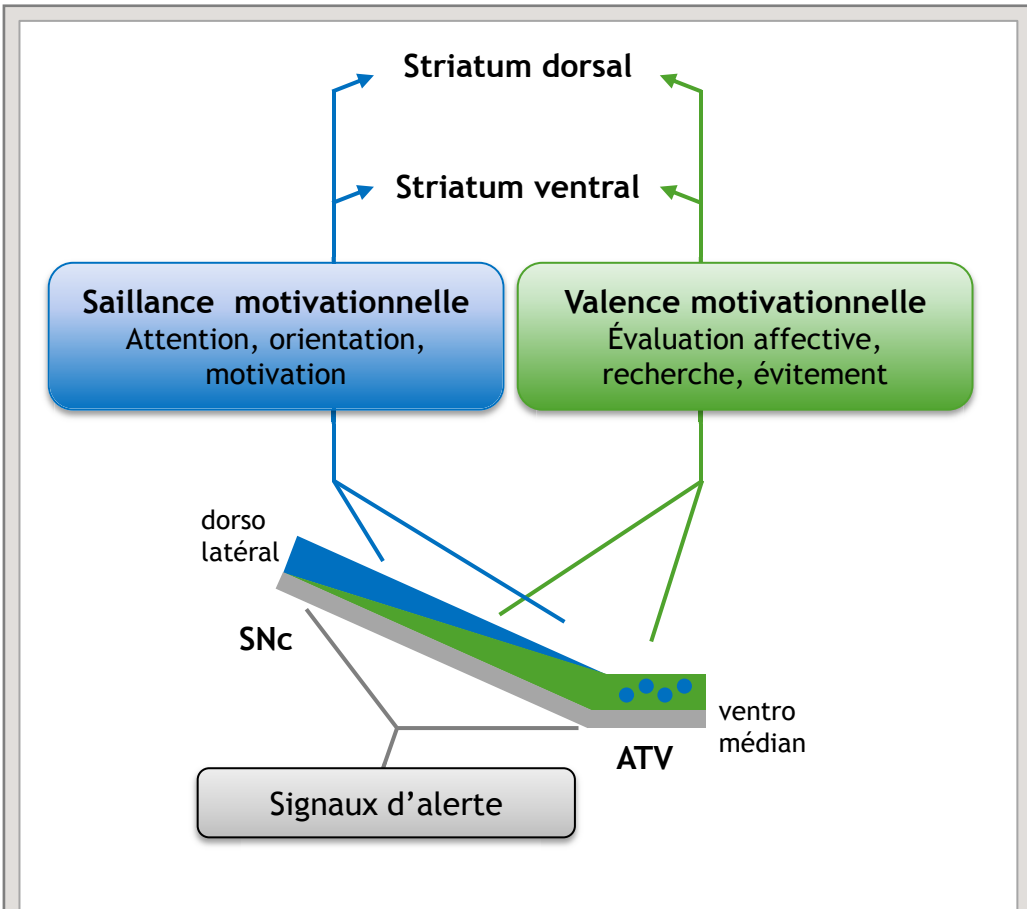 Striatum dorsal
Striatum ventral
Saillance motivationnelle
Attention, orientation,
motivation
Valence motivationnelle
Évaluation affective,
recherche, évitement
dorso
latéral
SNc
ventro
médian
ATV
Signaux d’alerte